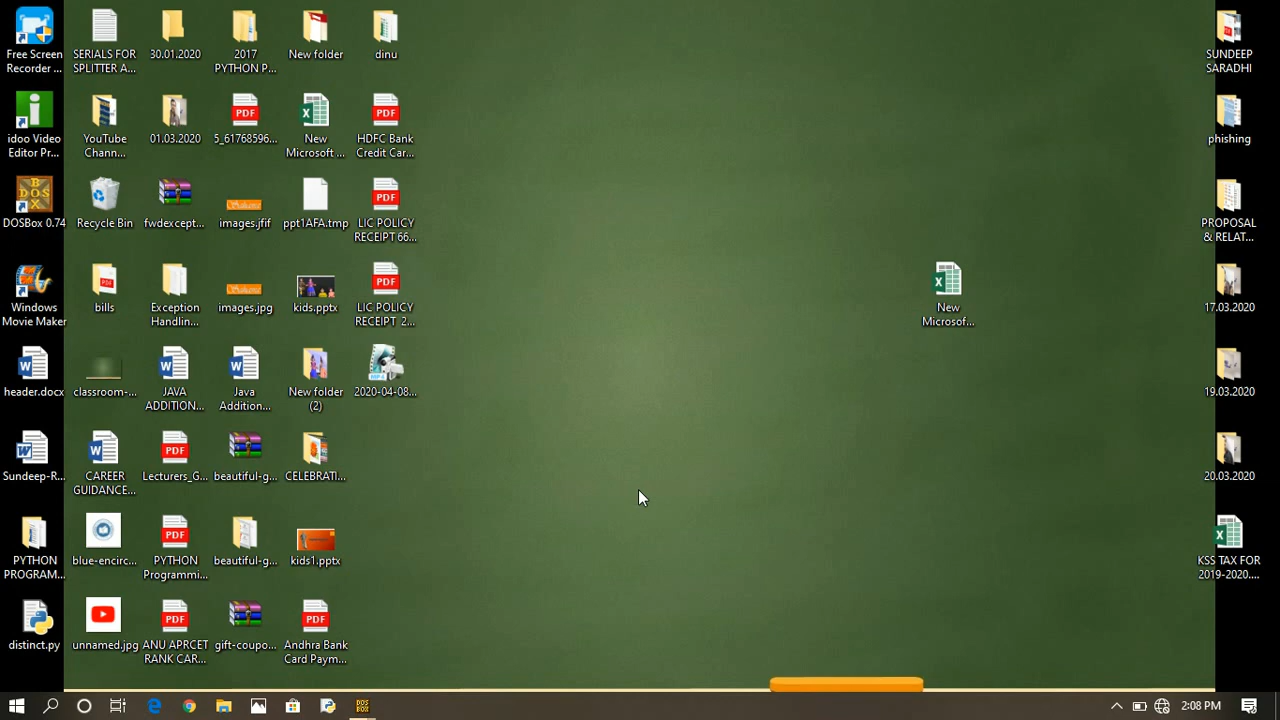 Free Screen
Recorder ...
SERIALS FOR
SPLITTER A...
30.01.2020
2017
PYTHON P...
New folder
dinu
SUNDEEP
SARADHI
idoo Video
Editor Pr...
YouTube
Chann...
01.03.2020
PDF
5_61768596...
New
Microsoft ...
PDF
HDFC Bank
Credit Car...
phishing
DOSBox 0.74
Recycle Bin
fwdexcept...
images.jfif
ppt1AFA.tmp
PDF
LIC POLICY
RECEIPT 66...
PROPOSAL
& RELAT...
Windows
Movie Maker
bills
Exception
Handlin...
images.jpg
kids.pptx
PDF
LIC POLICY
RECEIPT 2...
New
Microsof...
17.03.2020
header.docx
classroom-...
JAVA
ADDITION...
Java
Addition...
New folder
(2)
2020-04-08...
19.03.2020
Sundeep-R...
CAREER
GUIDANCE...
PDF
Lecturers_G...
beautiful-g...
CELEBRATI...
20.03.2020
PYTHON
PROGRAM...
blue-encirc...
PDF
PYTHON
Programmi...
beautiful-g...
kids1.pptx
KSS TAX FOR
2019-2020....
distinct.py
unnamed.jpg
PDF
ANU APRCET
RANK CAR...
gift-coupo...
PDF
Andhra Bank
Card Paym...
2:08 PM